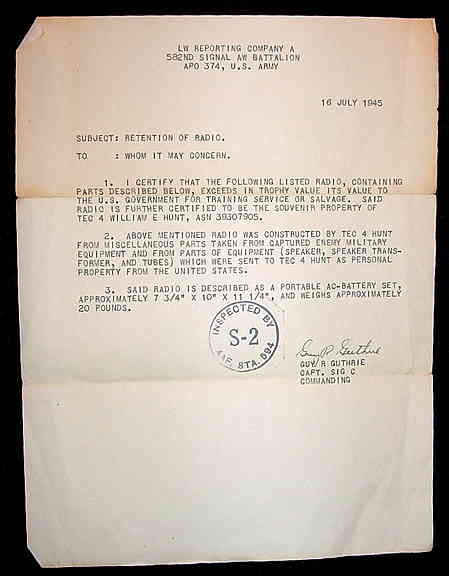 LW REPORTING COMPANY A
582ND SIGNAL AW BATTALION
APO 374, U.S. ARMY
16 JULY 1945
SUBJECT: RETENTION OF RADIO.
TO : WHOM IT MAY CONCERN.
1. I CERTIFY THAT THE FOLLOWING LISTED RADIO, CONTAINING
PARTS DESCRIBED BELOW, EXCEEDS IN TROPHY VALUE ITS VALUE TO
THE U.S. GOVERNMENT FOR TRAINING SERVICE OR SALVAGE. SAID
RADIO IS FURTHER CERTIFIED TO BE THE SOUVENIR PROPERTY OF
TEC 4 WILLIAM E HUNT, ASN 39307905.
2. ABOVE MENTIONED RADIO WAS CONSTRUCTED BY TEC 4 HUNT
FROM MISCELLANEOUS PARTS TAKEN FROM CAPTURED ENEMY MILITARY
EQUIPMENT AND FROM PARTS OF EQUIPMENT (SPEAKER, SPEAKER TRANS-
FORMER, AND TUBES) WHICH WERE SENT TO TEC 4 HUNT AS PERSONAL
PROPERTY FROM THE UNITED STATES.
3. SAID RADIO IS DESCRIBED AS A PORTABLE AC-BATTERY SET,
APPROXIMATELY 7 3/4" X 10" X 11 1/4", AND WEIGHS APPROXIMATELY
20 POUNDS.
INSPECTED BY
S-2
AAF. STA. 594
Guy R Guthrie
GUY R GUTHRIE
CAPT. SIG C
COMMANDING